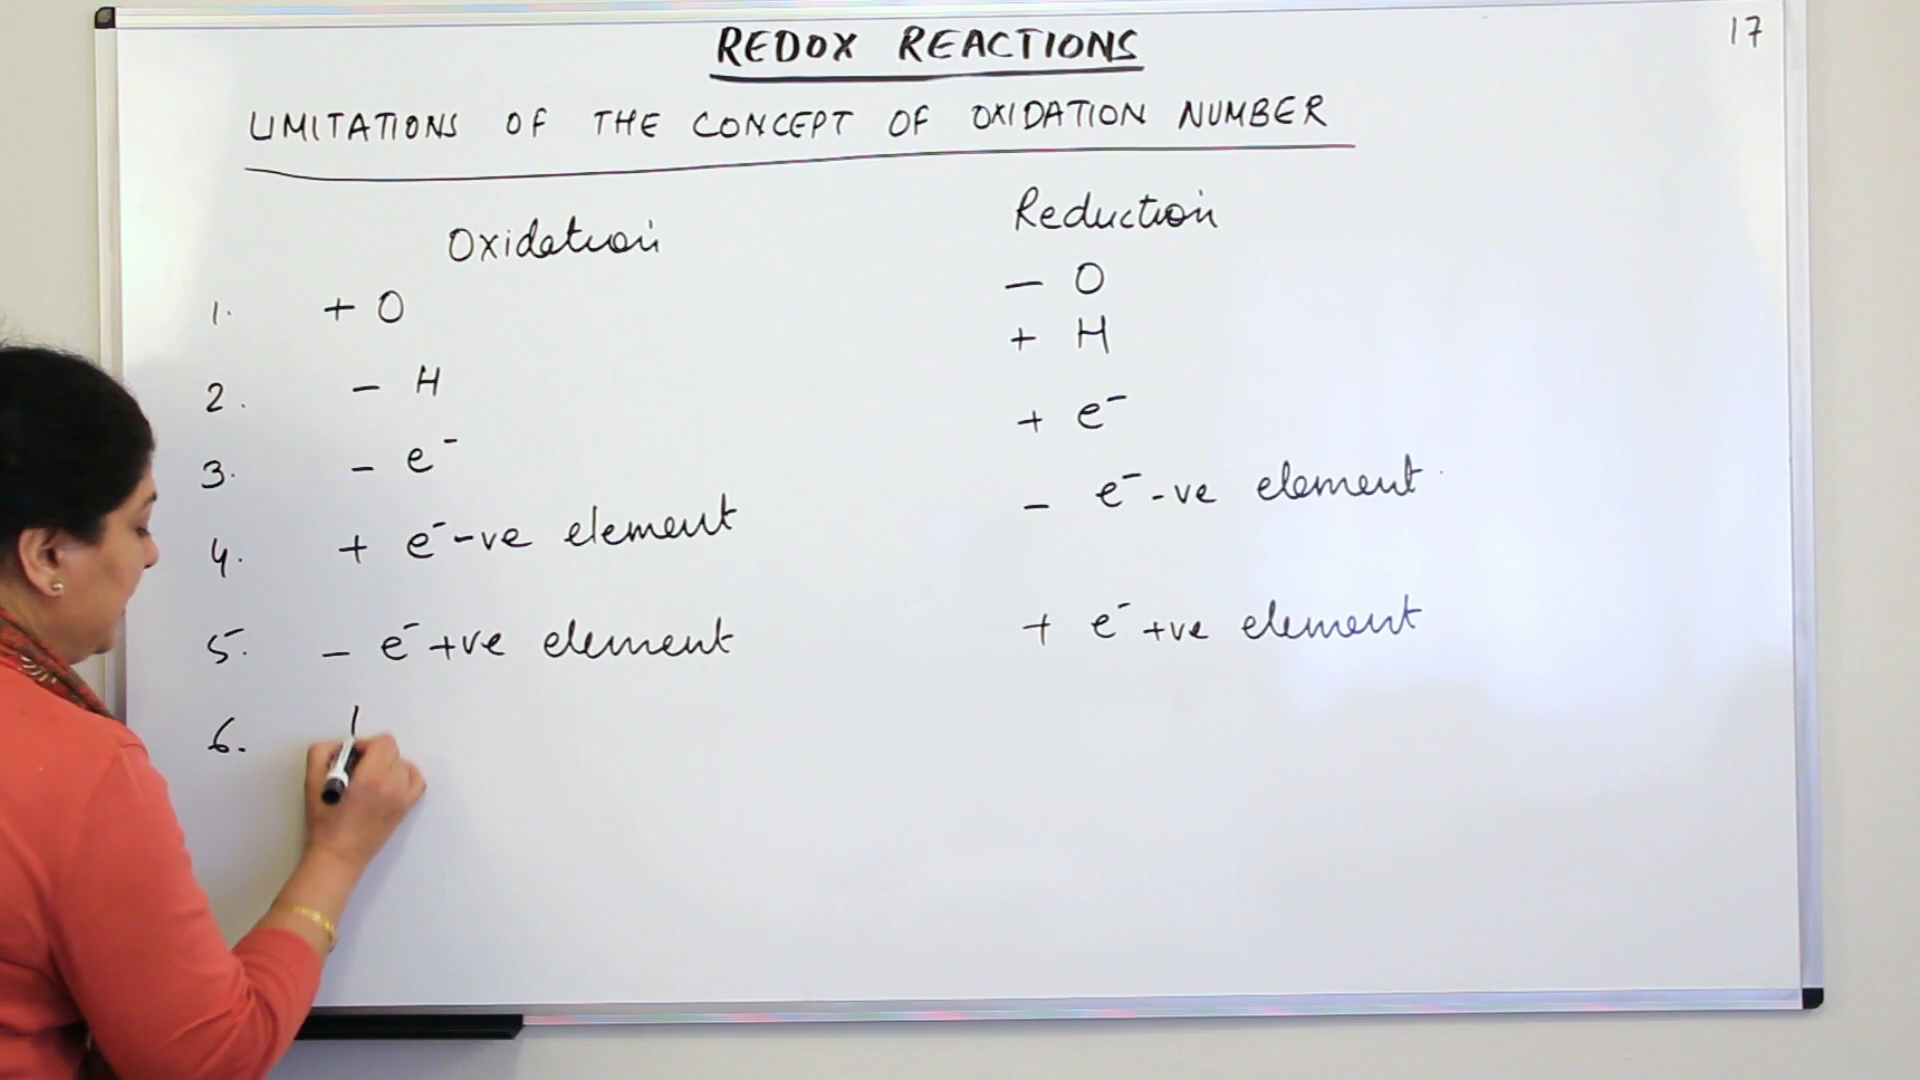 REDOX REACTIONS
17
LIMITATIONS OF THE CONCEPT OF OXIDATION NUMBER
Oxidation
Reduction
1. + O
- O
2. - H
+ H
3. - e⁻
+ e⁻
4. + e⁻-ve element
- e⁻-ve element
5. - e⁻+ve element
+ e⁻+ve element
6.